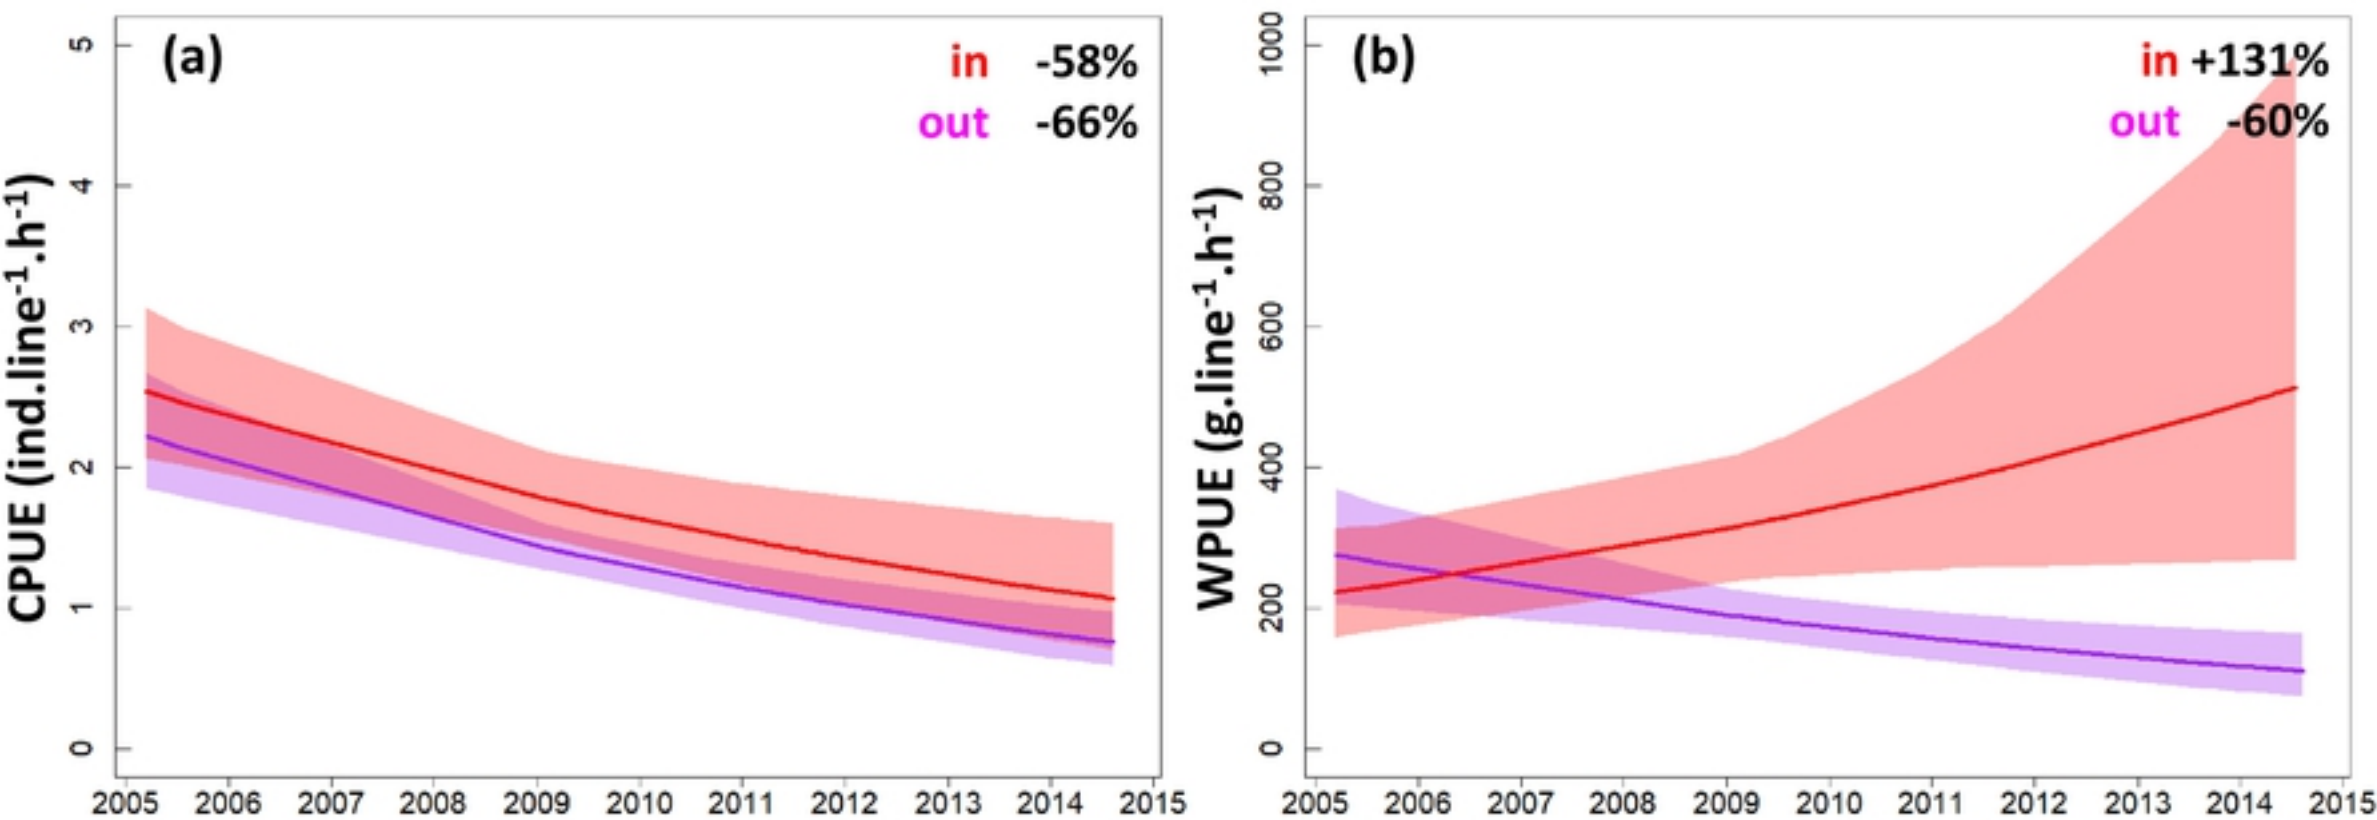 (a)
in -58%
out -66%
CPUE (ind.line⁻¹.h⁻¹)
5
4
3
2
1
0
2005 2006 2007 2008 2009 2010 2011 2012 2013 2014 2015
(b)
in +131%
out -60%
WPUE (g.line⁻¹.h⁻¹)
1000
800
600
400
200
0
2005 2006 2007 2008 2009 2010 2011 2012 2013 2014 2015